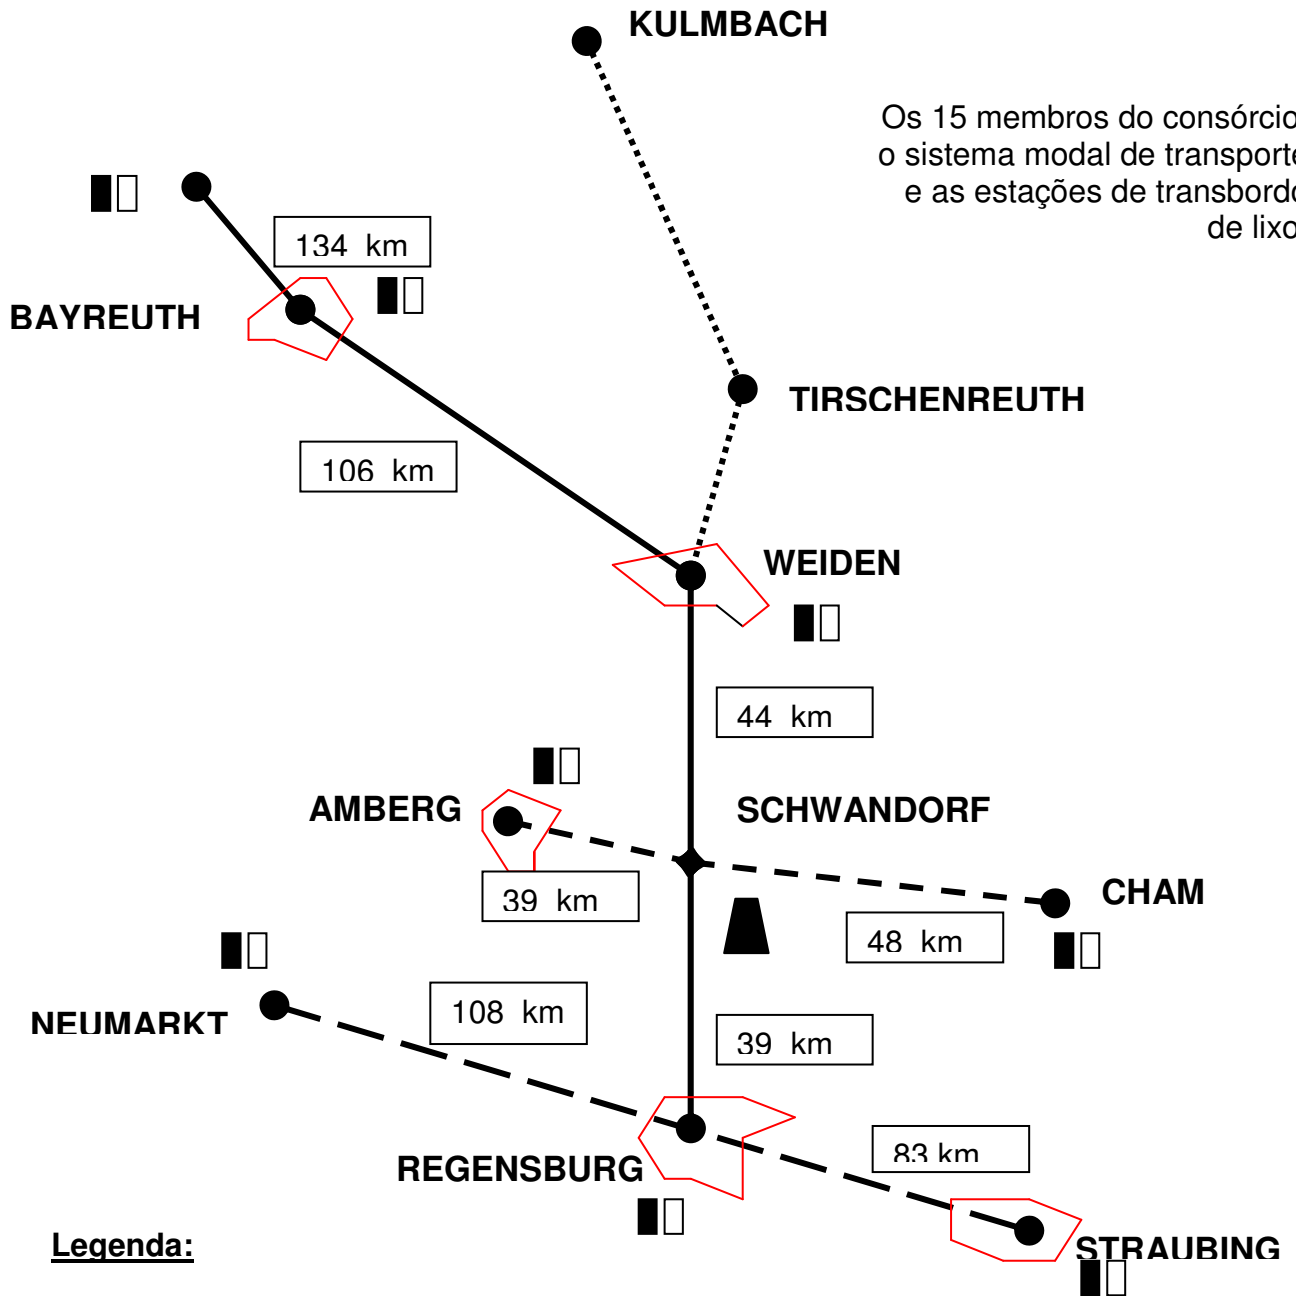 KULMBACH
Os 15 membros do consórcio,
o sistema modal de transporte
e as estações de transbordo
de lixo.
134 km
BAYREUTH
TIRSCHENREUTH
106 km
WEIDEN
44 km
AMBERG
SCHWANDORF
39 km
CHAM
48 km
NEUMARKT
108 km
39 km
REGENSBURG
83 km
Legenda:
STRAUBING